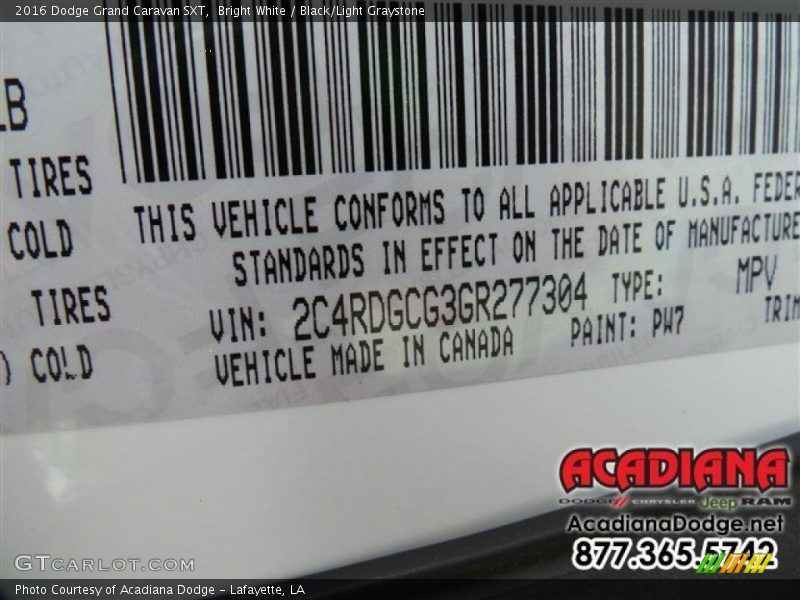 2016 Dodge Grand Caravan SXT, Bright White / Black/Light Graystone
LB
TIRES
COLD
TIRES
) COLD
THIS VEHICLE CONFORMS TO ALL APPLICABLE U.S.A. FEDER
STANDARDS IN EFFECT ON THE DATE OF MANUFACTURE
VIN: 2C4RDGCG3GR277304 TYPE: MPV
VEHICLE MADE IN CANADA PAINT: PW7 TRIM
ACADIANA
DODGE CHRYSLER Jeep RAM
AcadianaDodge.net
877.365.5742
GTCARLOT.COM
Photo Courtesy of Acadiana Dodge - Lafayette, LA